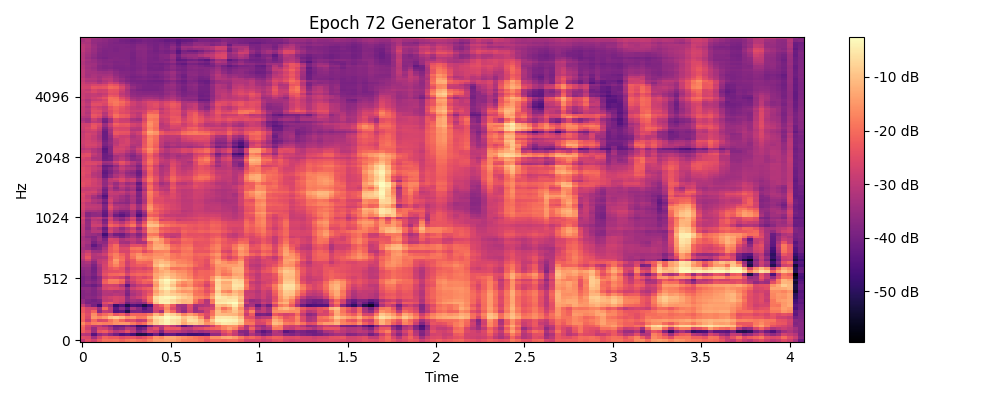 Epoch 72 Generator 1 Sample 2
Hz
4096
2048
1024
512
0
0 0.5 1 1.5 2 2.5 3 3.5 4
Time
-10 dB
-20 dB
-30 dB
-40 dB
-50 dB